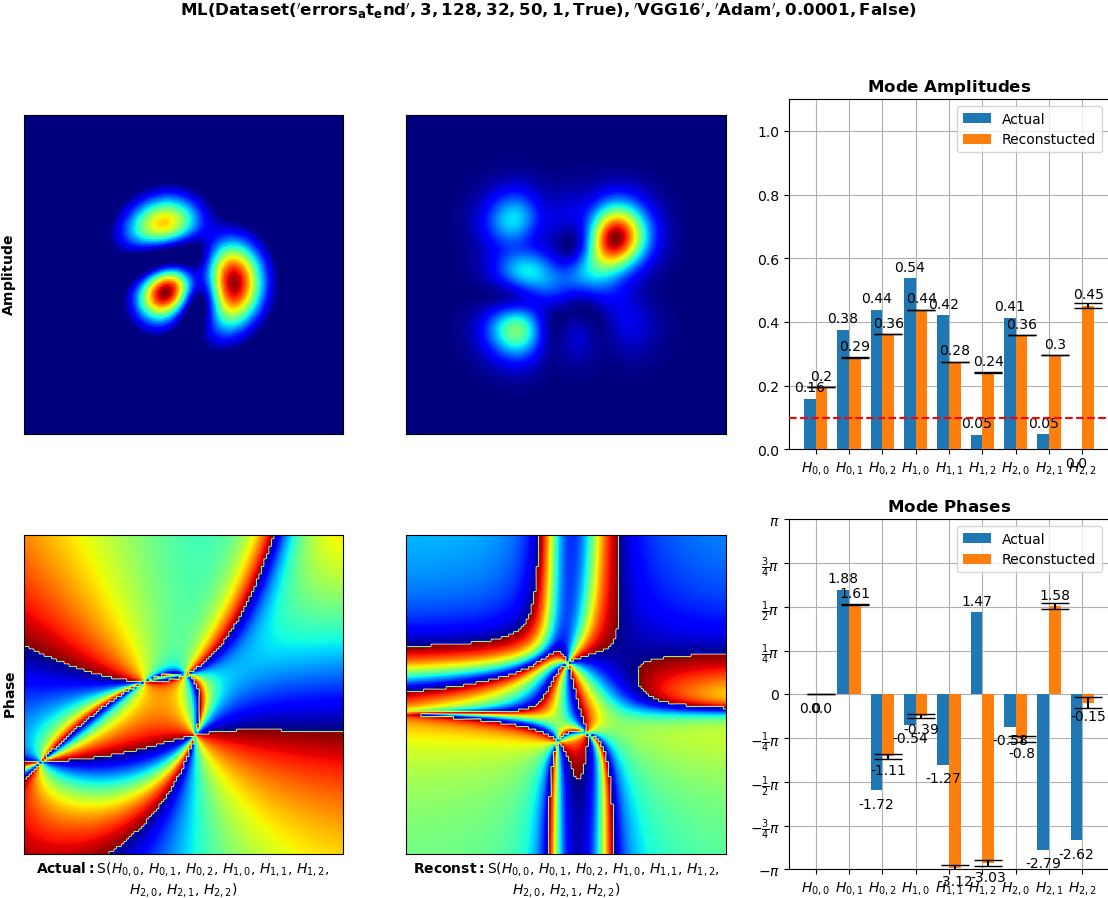 ML(Dataset('errors_at_end', 3, 128, 32, 50, 1, True), 'VGG16', 'Adam', 0.0001, False)
Amplitude
Mode Amplitudes
Actual
Reconstucted
1.0
0.8
0.6
0.4
0.2
0.0
0.16
0.2
0.38
0.29
0.44
0.36
0.54
0.44
0.42
0.28
0.05
0.24
0.41
0.36
0.05
0.3
0.0
0.45
H0,0 H0,1 H0,2 H1,0 H1,1 H1,2 H2,0 H2,1 H2,2
Phase
Actual: S(H0,0, H0,1, H0,2, H1,0, H1,1, H1,2,
H2,0, H2,1, H2,2)
Reconst: S(H0,0, H0,1, H0,2, H1,0, H1,1, H1,2,
H2,0, H2,1, H2,2)
Mode Phases
Actual
Reconstucted
π
3/4π
1/2π
1/4π
0
−1/4π
−1/2π
−3/4π
−π
0.0
0.0
1.88
1.61
-1.72
-1.11
-0.54
-0.39
-1.27
-3.12
1.47
-3.03
-0.58
-0.8
-2.79
1.58
-2.62
-0.15
H0,0 H0,1 H0,2 H1,0 H1,1 H1,2 H2,0 H2,1 H2,2